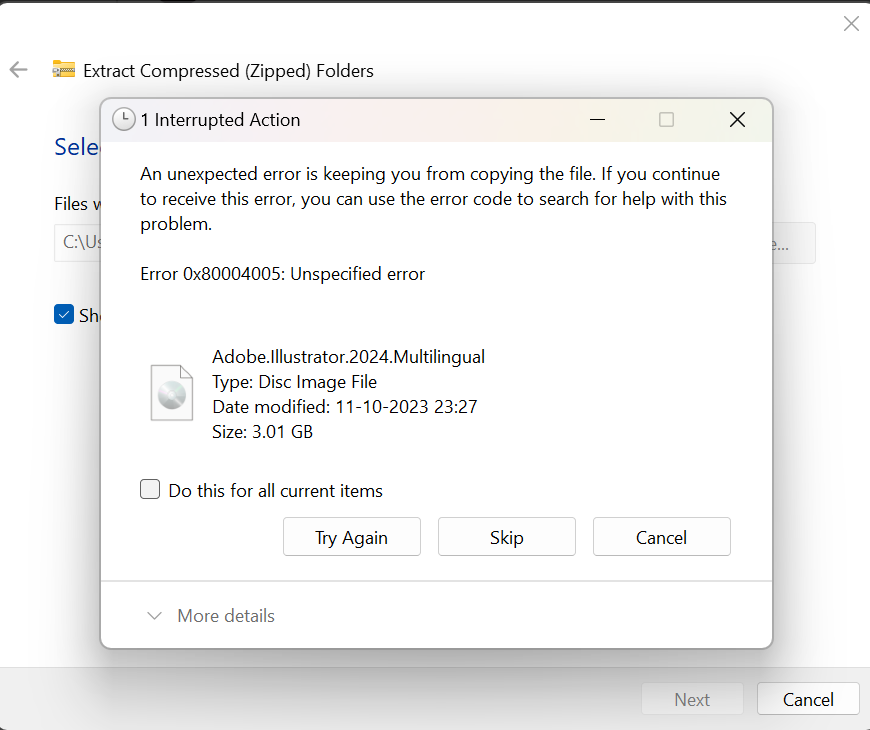 Extract Compressed (Zipped) Folders
1 Interrupted Action
An unexpected error is keeping you from copying the file. If you continue
to receive this error, you can use the error code to search for help with this
problem.
Error 0x80004005: Unspecified error
Files
C:\Us
Adobe.Illustrator.2024.Multilingual
Type: Disc Image File
Date modified: 11-10-2023 23:27
Size: 3.01 GB
Do this for all current items
Try Again
Skip
Cancel
More details
Next
Cancel